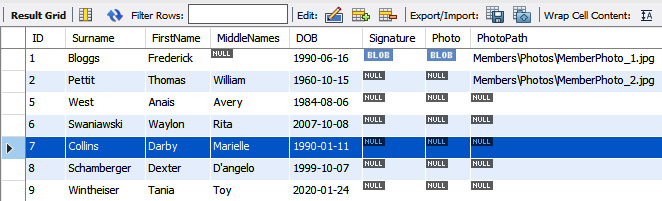 Result Grid Filter Rows: Edit: Export/Import: Wrap Cell Content: IA
ID Surname FirstName MiddleNames DOB Signature Photo PhotoPath
1 Bloggs Frederick NULL 1990-06-16 BLOB BLOB Members\Photos\MemberPhoto_1.jpg
2 Pettit Thomas William 1960-10-15 NULL NULL Members\Photos\MemberPhoto_2.jpg
5 West Anais Avery 1984-08-06 NULL NULL NULL
6 Swaniawski Waylon Rita 2007-10-08 NULL NULL NULL
7 Collins Darby Marielle 1990-01-11 NULL NULL NULL
8 Schamberger Dexter D'angelo 1999-10-07 NULL NULL NULL
9 Wintheiser Tania Toy 2020-01-24 NULL NULL NULL